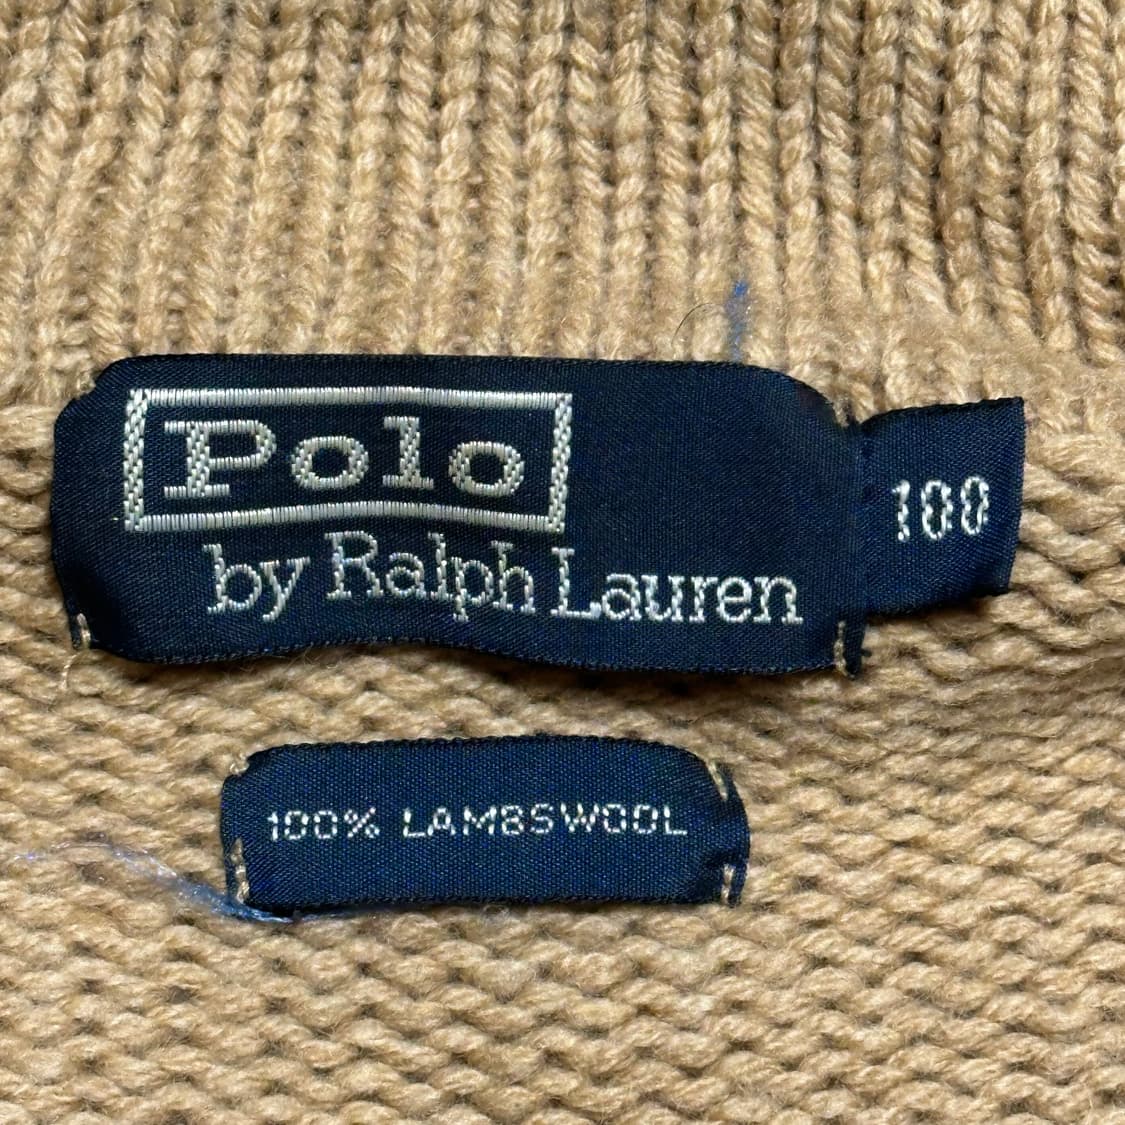 Polo
by Ralph Lauren
100
100% LAMBSWOOL